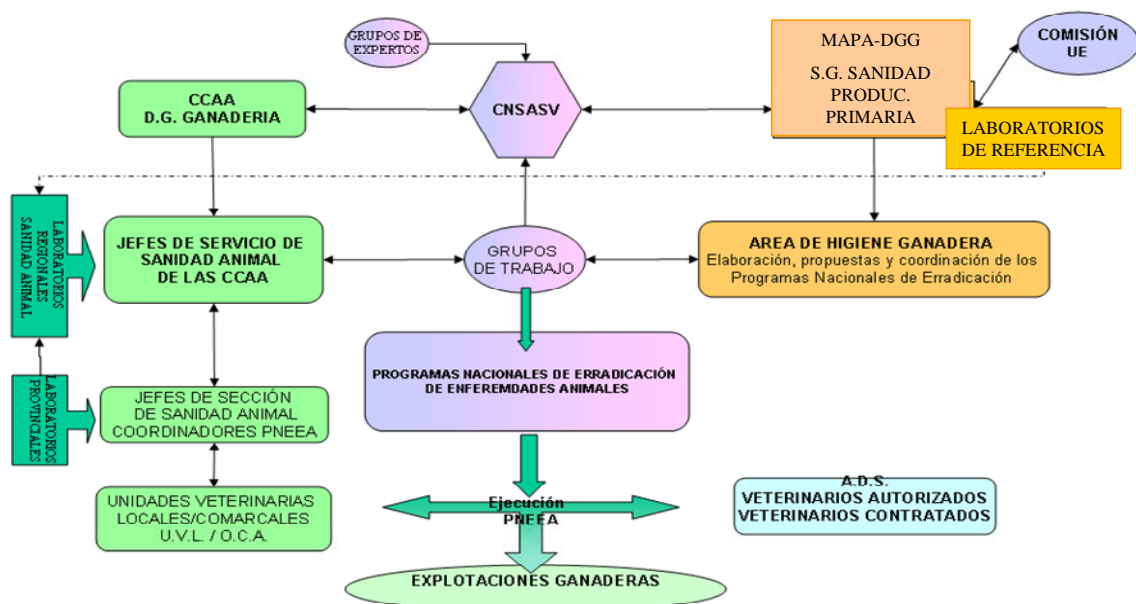 GRUPOS DE
EXPERTOS
MAPA-DGG
S.G. SANIDAD
PRODUC.
PRIMARIA
COMISIÓN
UE
CCAA
D.G. GANADERIA
CNSASV
LABORATORIOS
DE REFERENCIA
LABORATORIOS
REGIONALES
SANIDAD ANIMAL
JEFES DE SERVICIO DE
SANIDAD ANIMAL
DE LAS CCAA
GRUPOS
DE TRABAJO
AREA DE HIGIENE GANADERA
Elaboración, propuestas y coordinación de los
Programas Nacionales de Erradicación
PROGRAMAS NACIONALES DE ERRADICACIÓN
DE ENFEREMDADES ANIMALES
LABORATORIOS
PROVINCIALES
JEFES DE SECCIÓN
DE SANIDAD ANIMAL
COORDINADORES PNEEA
UNIDADES VETERINARIAS
LOCALES/COMARCALES
U.V.L. / O.C.A.
Ejecución
PNEEA
A.D.S.
VETERINARIOS AUTORIZADOS
VETERINARIOS CONTRATADOS
EXPLOTACIONES GANADERAS